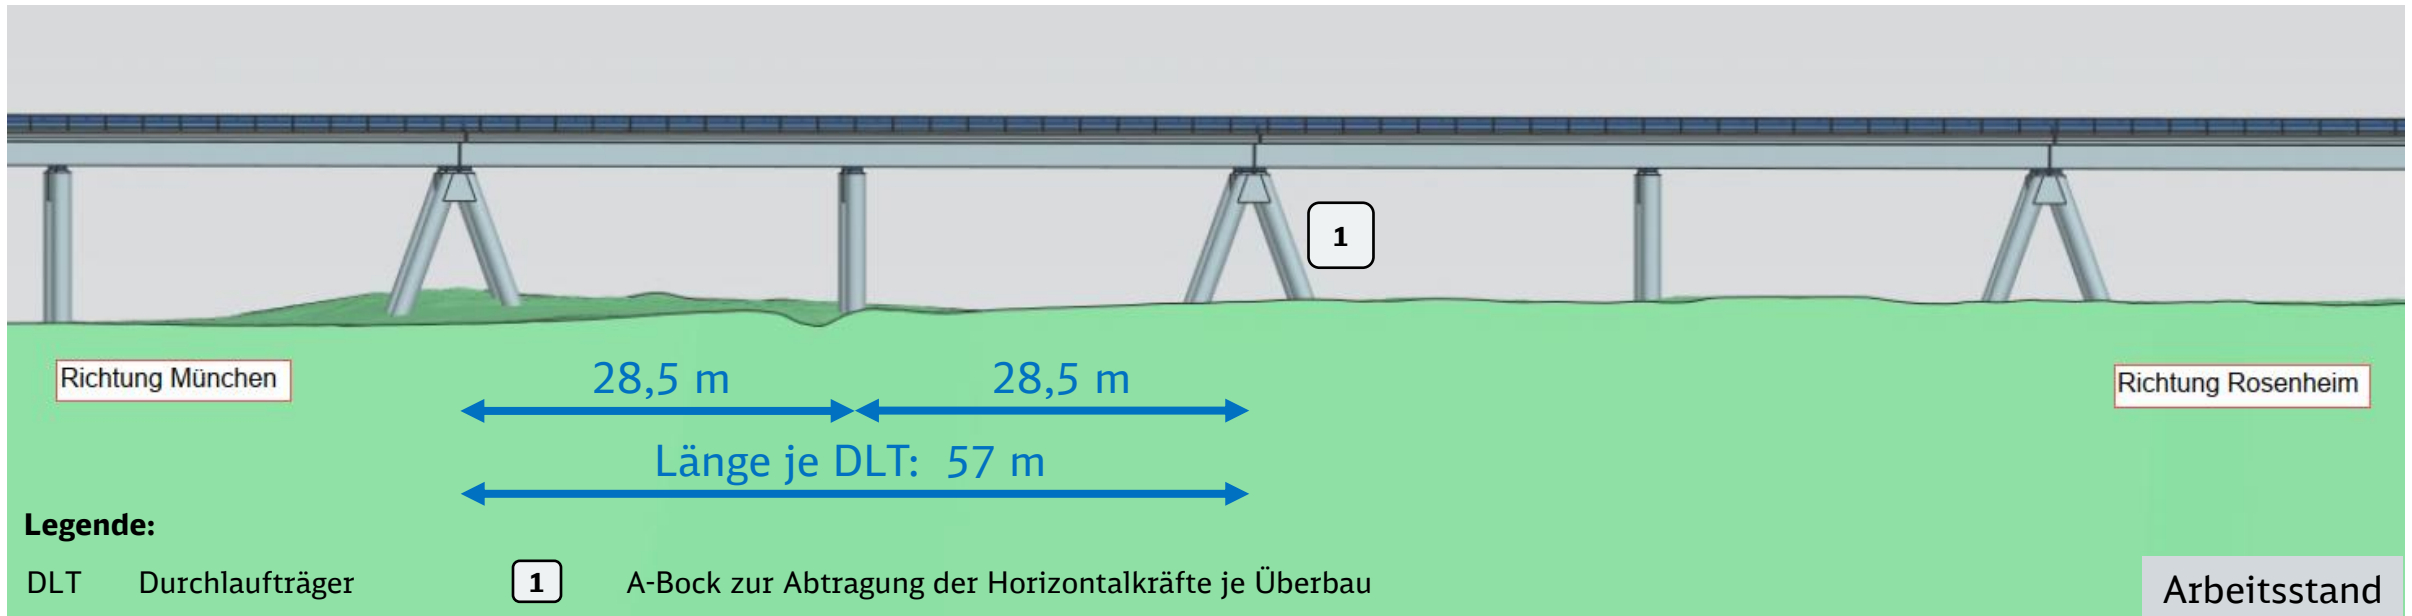 1
Richtung München
28,5 m
28,5 m
Richtung Rosenheim
Länge je DLT: 57 m
Legende:
DLT Durchlaufträger 1 A-Bock zur Abtragung der Horizontalkräfte je Überbau
Arbeitsstand